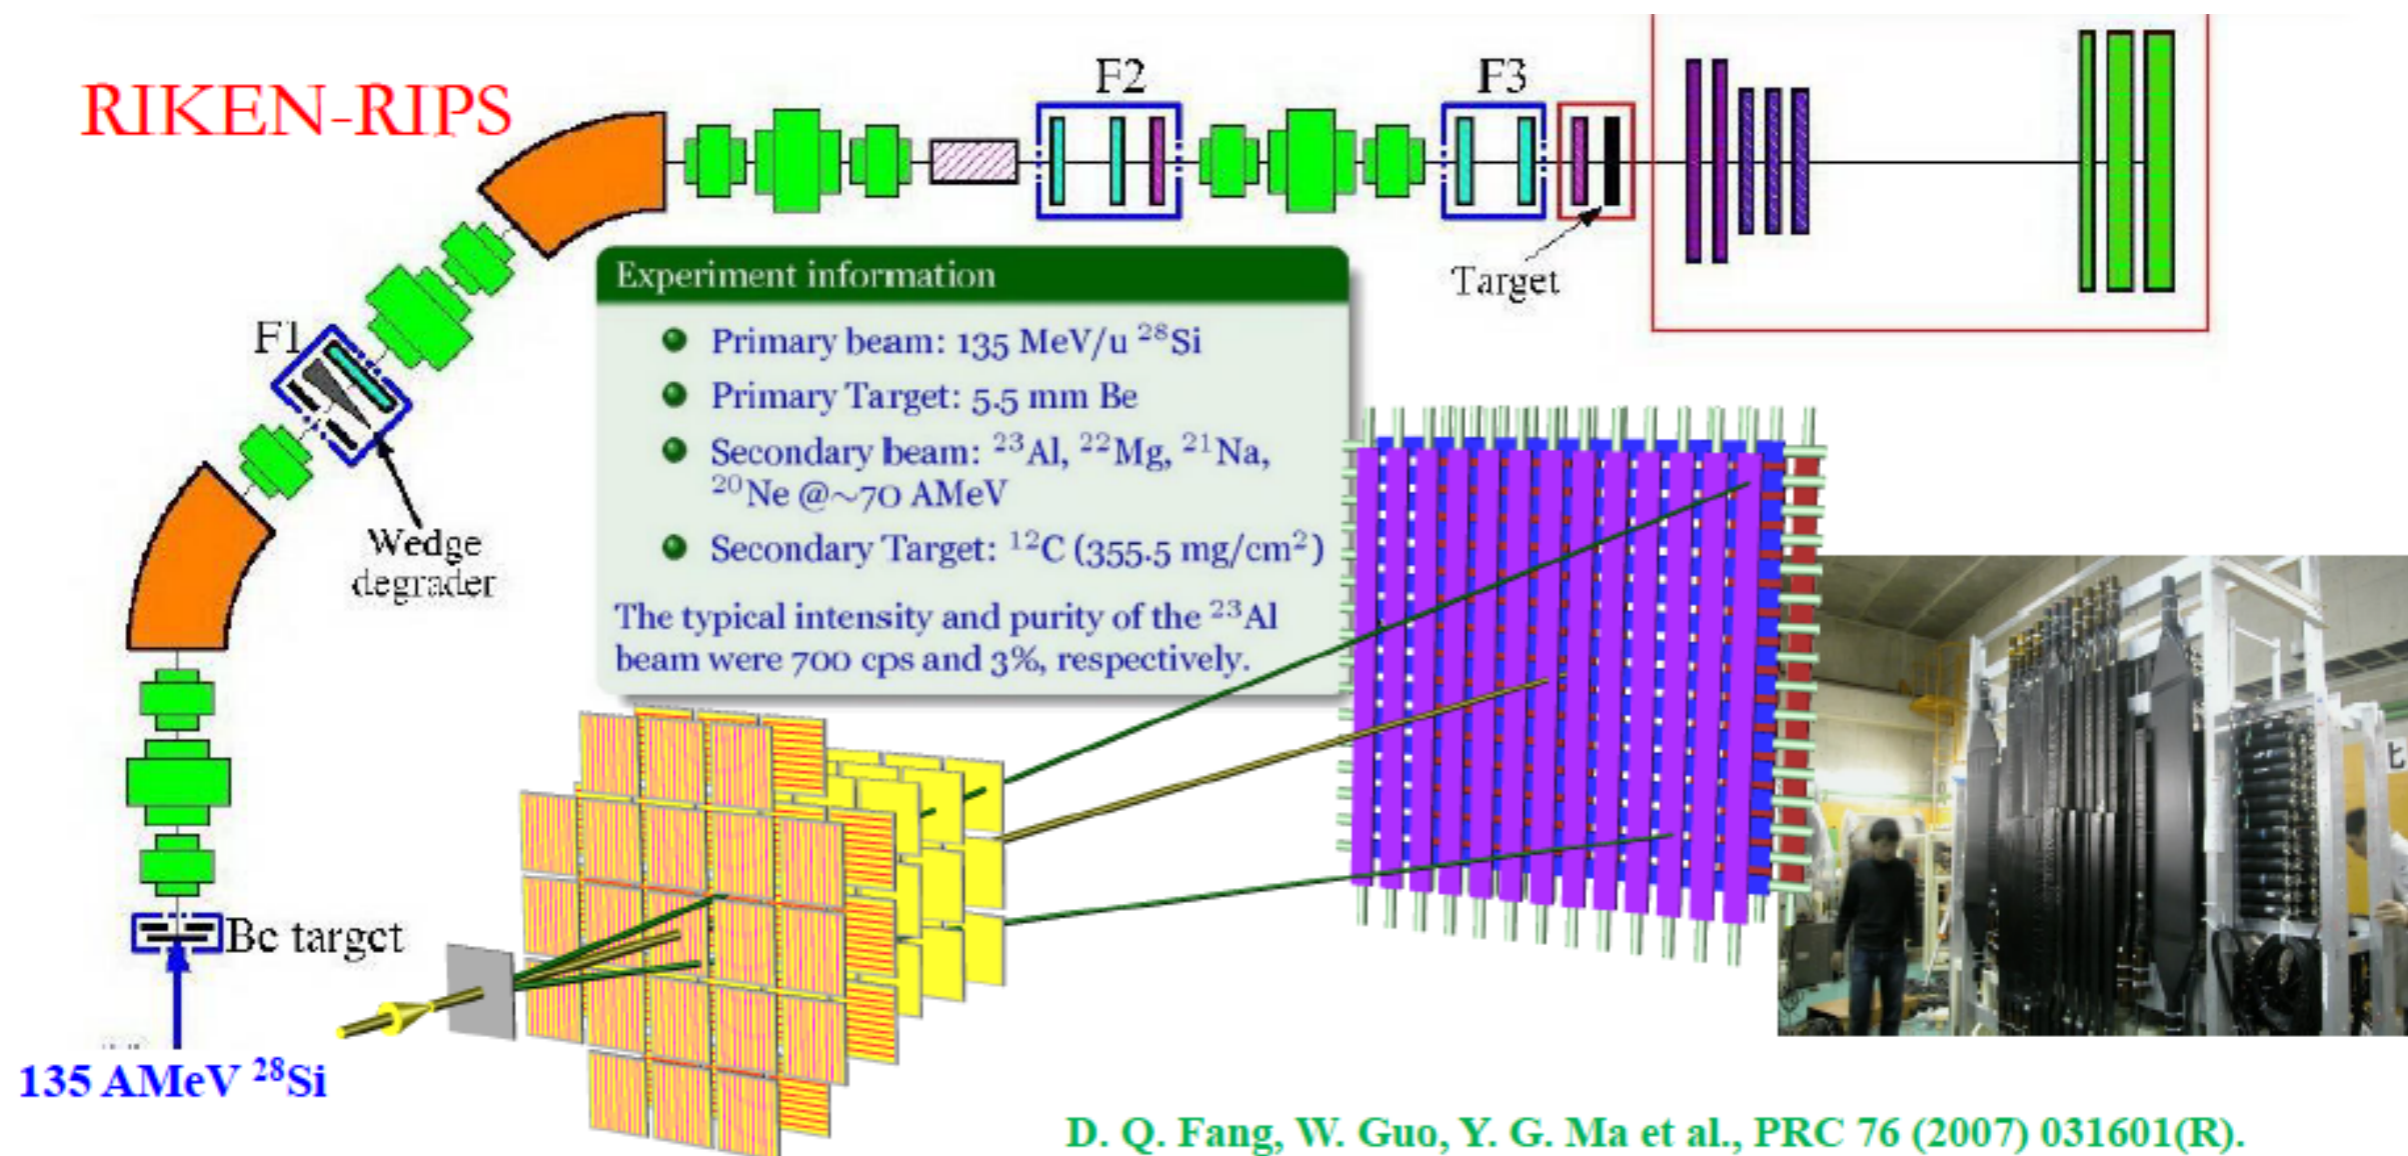 RIKEN-RIPS
F2
F3
Target
F1
Wedge
degrader
Experiment information
Primary beam: 135 MeV/u ²⁸Si
Primary Target: 5.5 mm Be
Secondary beam: ²³Al, ²²Mg, ²¹Na,
²⁰Ne @~70 AMeV
Secondary Target: ¹²C (355.5 mg/cm²)
The typical intensity and purity of the ²³Al
beam were 700 cps and 3%, respectively.
Be target
135 AMeV ²⁸Si
D. Q. Fang, W. Guo, Y. G. Ma et al., PRC 76 (2007) 031601(R).